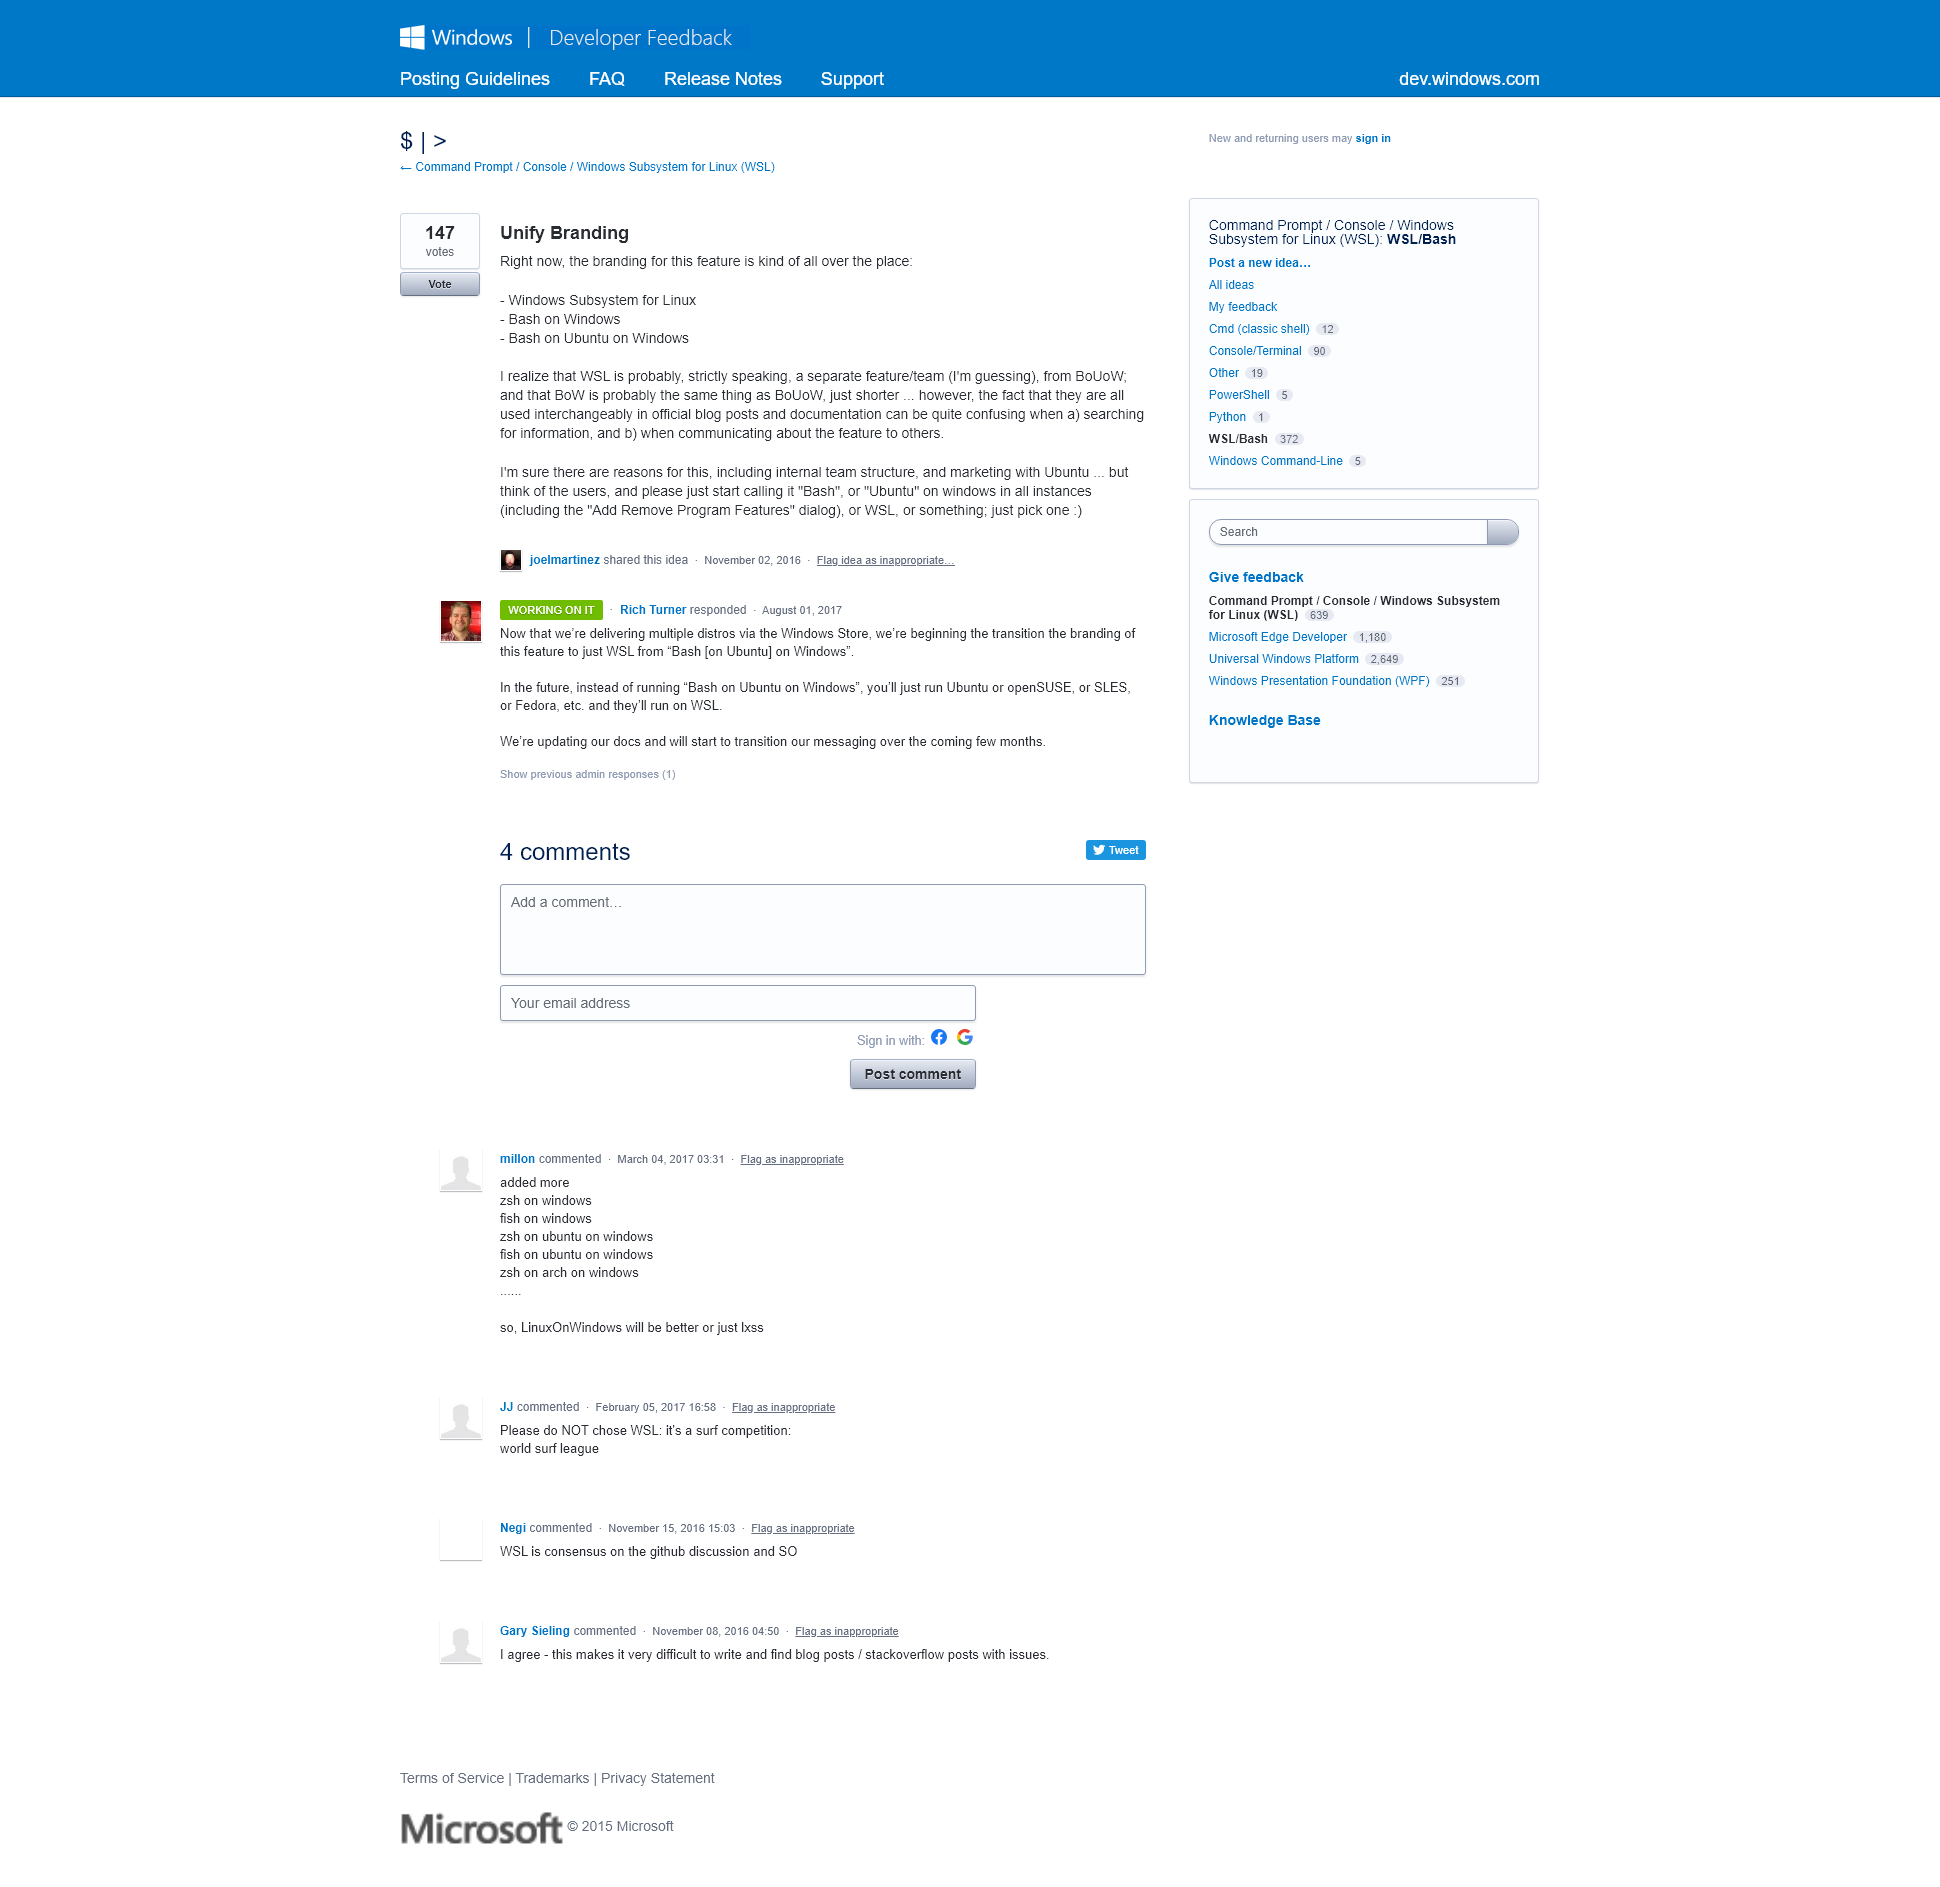 Windows | Developer Feedback
Posting Guidelines FAQ Release Notes Support dev.windows.com
$ | >
← Command Prompt / Console / Windows Subsystem for Linux (WSL)
147
votes
Vote
Unify Branding
Right now, the branding for this feature is kind of all over the place:
- Windows Subsystem for Linux
- Bash on Windows
- Bash on Ubuntu on Windows
I realize that WSL is probably, strictly speaking, a separate feature/team (I'm guessing), from BoUoW;
and that BoW is probably the same thing as BoUoW, just shorter ... however, the fact that they are all
used interchangeably in official blog posts and documentation can be quite confusing when a) searching
for information, and b) when communicating about the feature to others.
I'm sure there are reasons for this, including internal team structure, and marketing with Ubuntu ... but
think of the users, and please just start calling it "Bash", or "Ubuntu" on windows in all instances
(including the "Add Remove Program Features" dialog), or WSL, or something; just pick one :)
joelmartinez shared this idea · November 02, 2016 · Flag idea as inappropriate…
WORKING ON IT · Rich Turner responded · August 01, 2017
Now that we’re delivering multiple distros via the Windows Store, we’re beginning the transition the branding of
this feature to just WSL from “Bash [on Ubuntu] on Windows”.
In the future, instead of running “Bash on Ubuntu on Windows”, you’ll just run Ubuntu or openSUSE, or SLES,
or Fedora, etc. and they’ll run on WSL.
We’re updating our docs and will start to transition our messaging over the coming few months.
Show previous admin responses (1)
4 comments
Tweet
Add a comment…
Your email address
Sign in with:
Post comment
millon commented · March 04, 2017 03:31 · Flag as inappropriate
added more
zsh on windows
fish on windows
zsh on ubuntu on windows
fish on ubuntu on windows
zsh on arch on windows
......
so, LinuxOnWindows will be better or just lxss
JJ commented · February 05, 2017 16:58 · Flag as inappropriate
Please do NOT chose WSL: it's a surf competition:
world surf league
Negi commented · November 15, 2016 15:03 · Flag as inappropriate
WSL is consensus on the github discussion and SO
Gary Sieling commented · November 08, 2016 04:50 · Flag as inappropriate
I agree - this makes it very difficult to write and find blog posts / stackoverflow posts with issues.
New and returning users may sign in
Command Prompt / Console / Windows
Subsystem for Linux (WSL): WSL/Bash
Post a new idea…
All ideas
My feedback
Cmd (classic shell) 12
Console/Terminal 90
Other 19
PowerShell 5
Python 1
WSL/Bash 372
Windows Command-Line 5
Search
Give feedback
Command Prompt / Console / Windows Subsystem
for Linux (WSL) 639
Microsoft Edge Developer 1,180
Universal Windows Platform 2,649
Windows Presentation Foundation (WPF) 251
Knowledge Base
Terms of Service | Trademarks | Privacy Statement
Microsoft © 2015 Microsoft